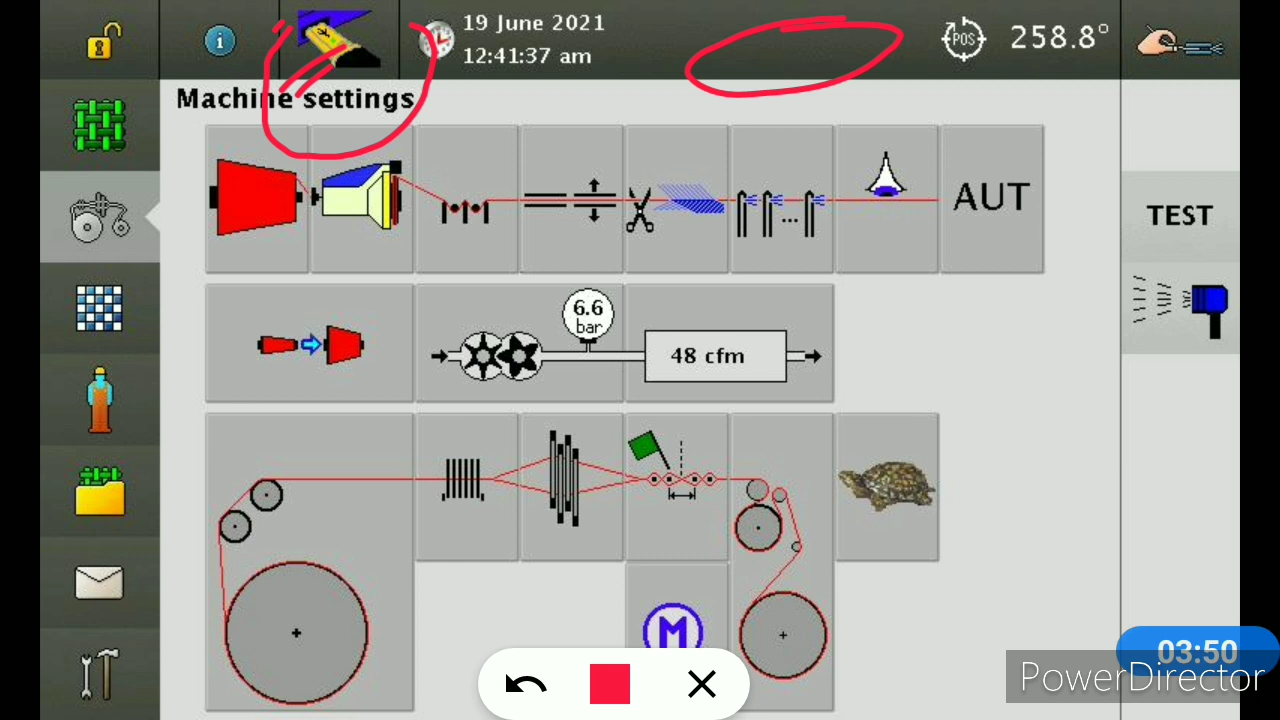 19 June 2021
12:41:37 am
POS
258.8°
Machine settings
AUT
TEST
6.6
bar
48 cfm
M
03:50
PowerDirector